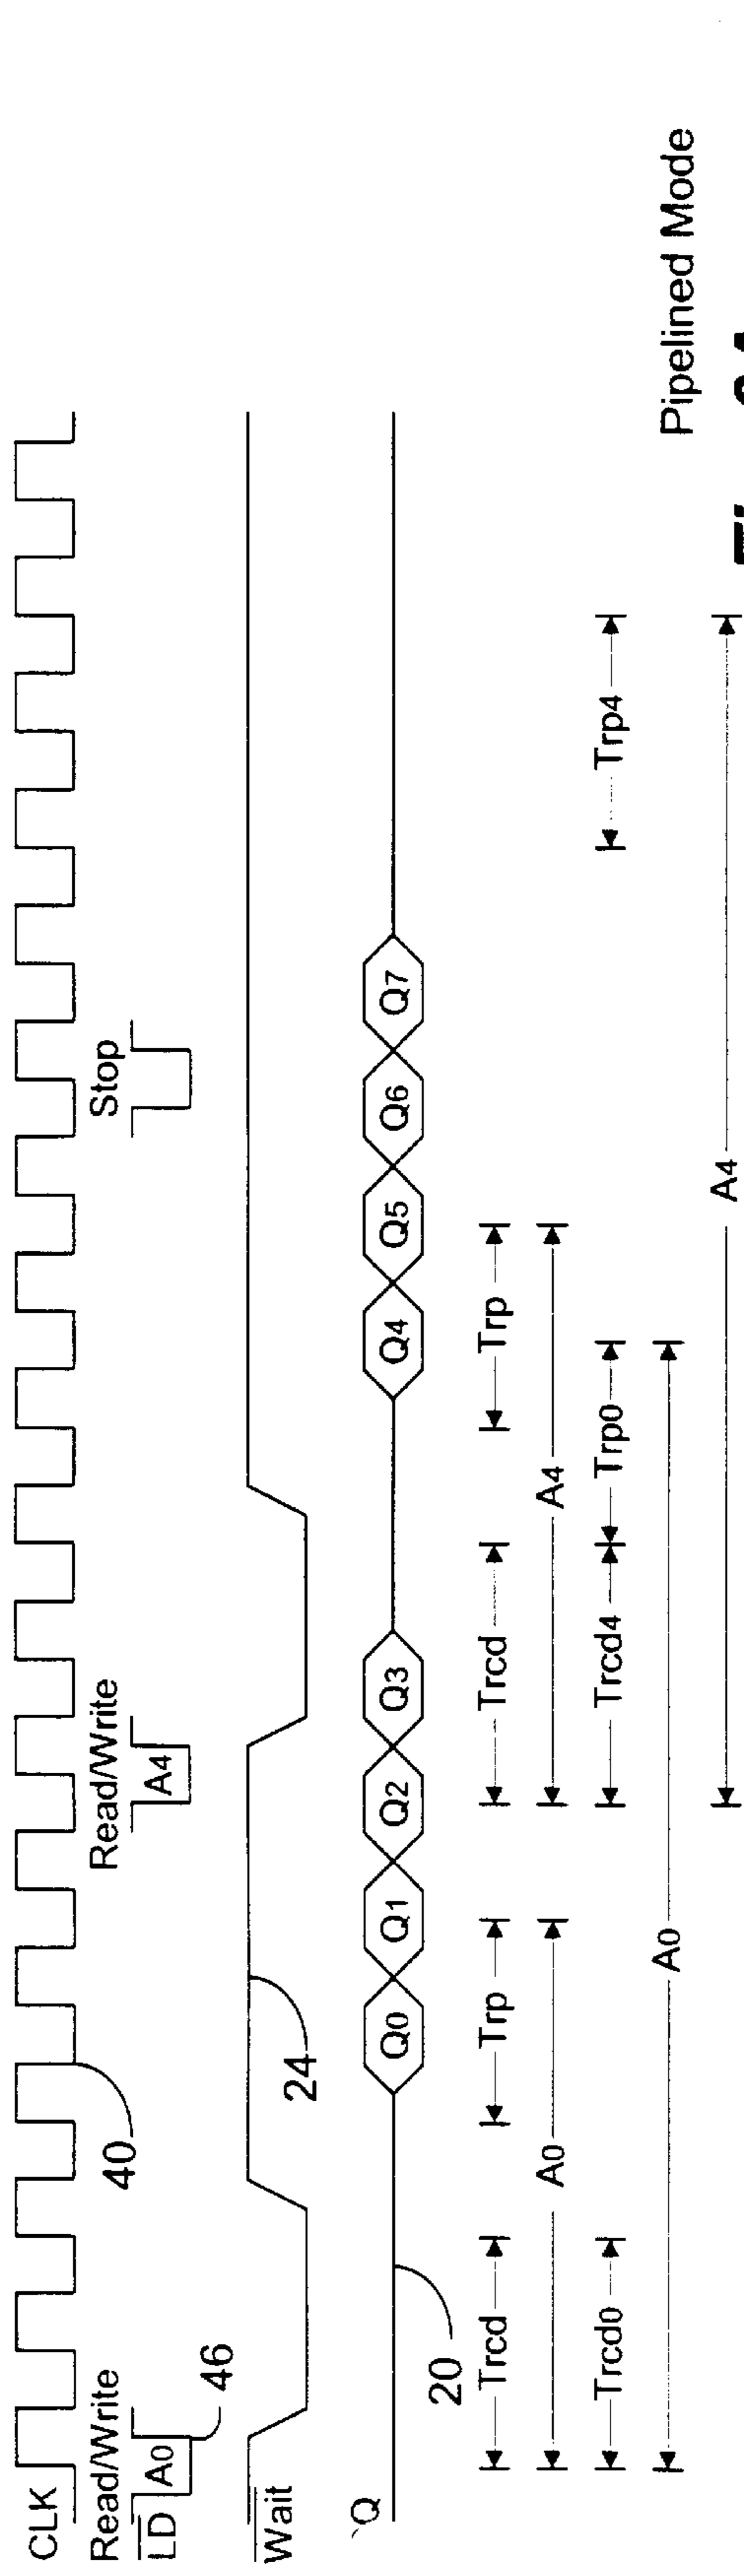 CLK
Read/Write Read/Write Stop
LD A0 A4
46
40
Wait
24
Q Q0 Q1 Q2 Q3 Q4 Q5 Q6 Q7
20
Trcd Trp Trcd Trp
A0 A4
Trcd0 Trcd4 Trp0 Trp4
A0
A4
Pipelined Mode